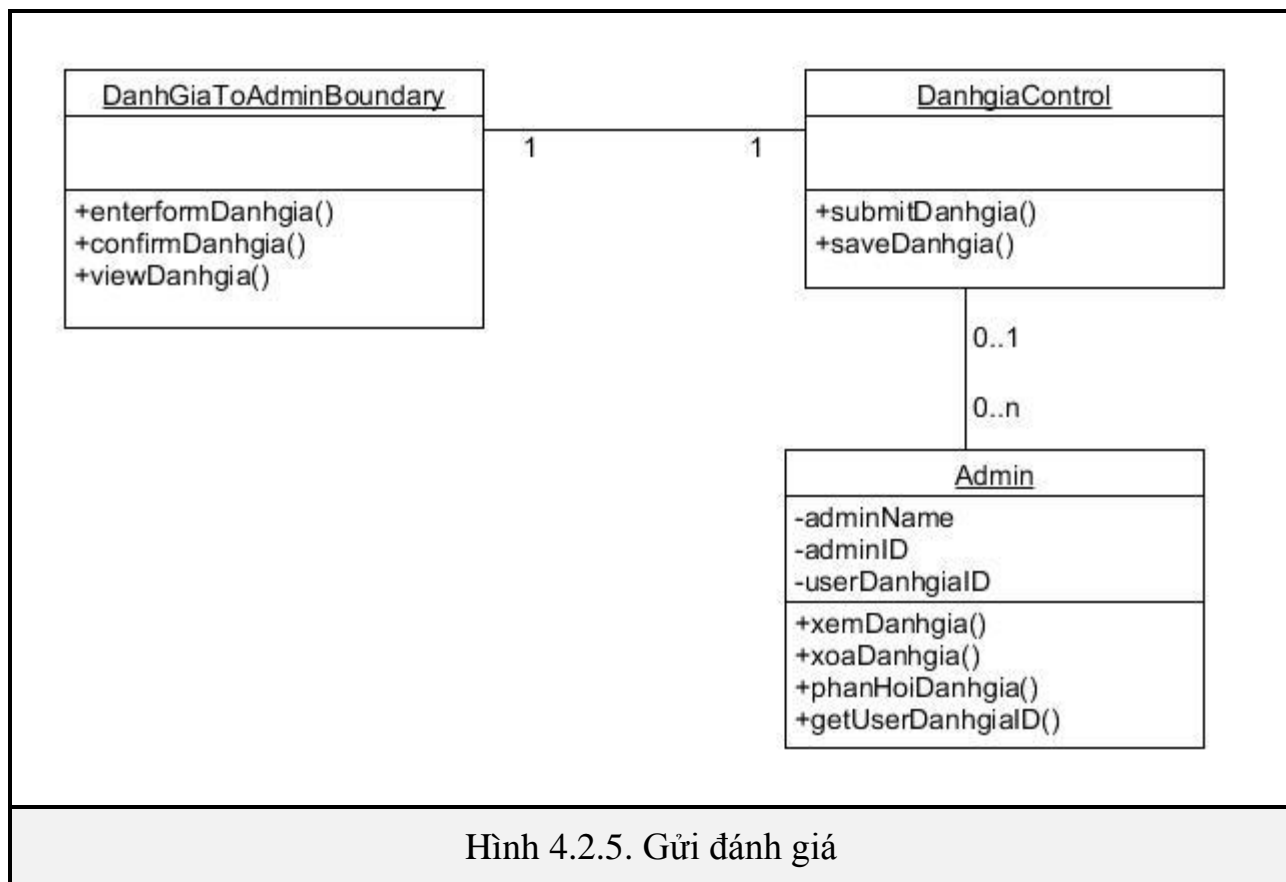 DanhGiaToAdminBoundary
+enterformDanhgia()
+confirmDanhgia()
+viewDanhgia()
1
1
DanhgiaControl
+submitDanhgia()
+saveDanhgia()
0..1
0..n
Admin
-adminName
-adminID
-userDanhgiaID
+xemDanhgia()
+xoaDanhgia()
+phanHoiDanhgia()
+getUserDanhgiaID()
Hình 4.2.5. Gửi đánh giá